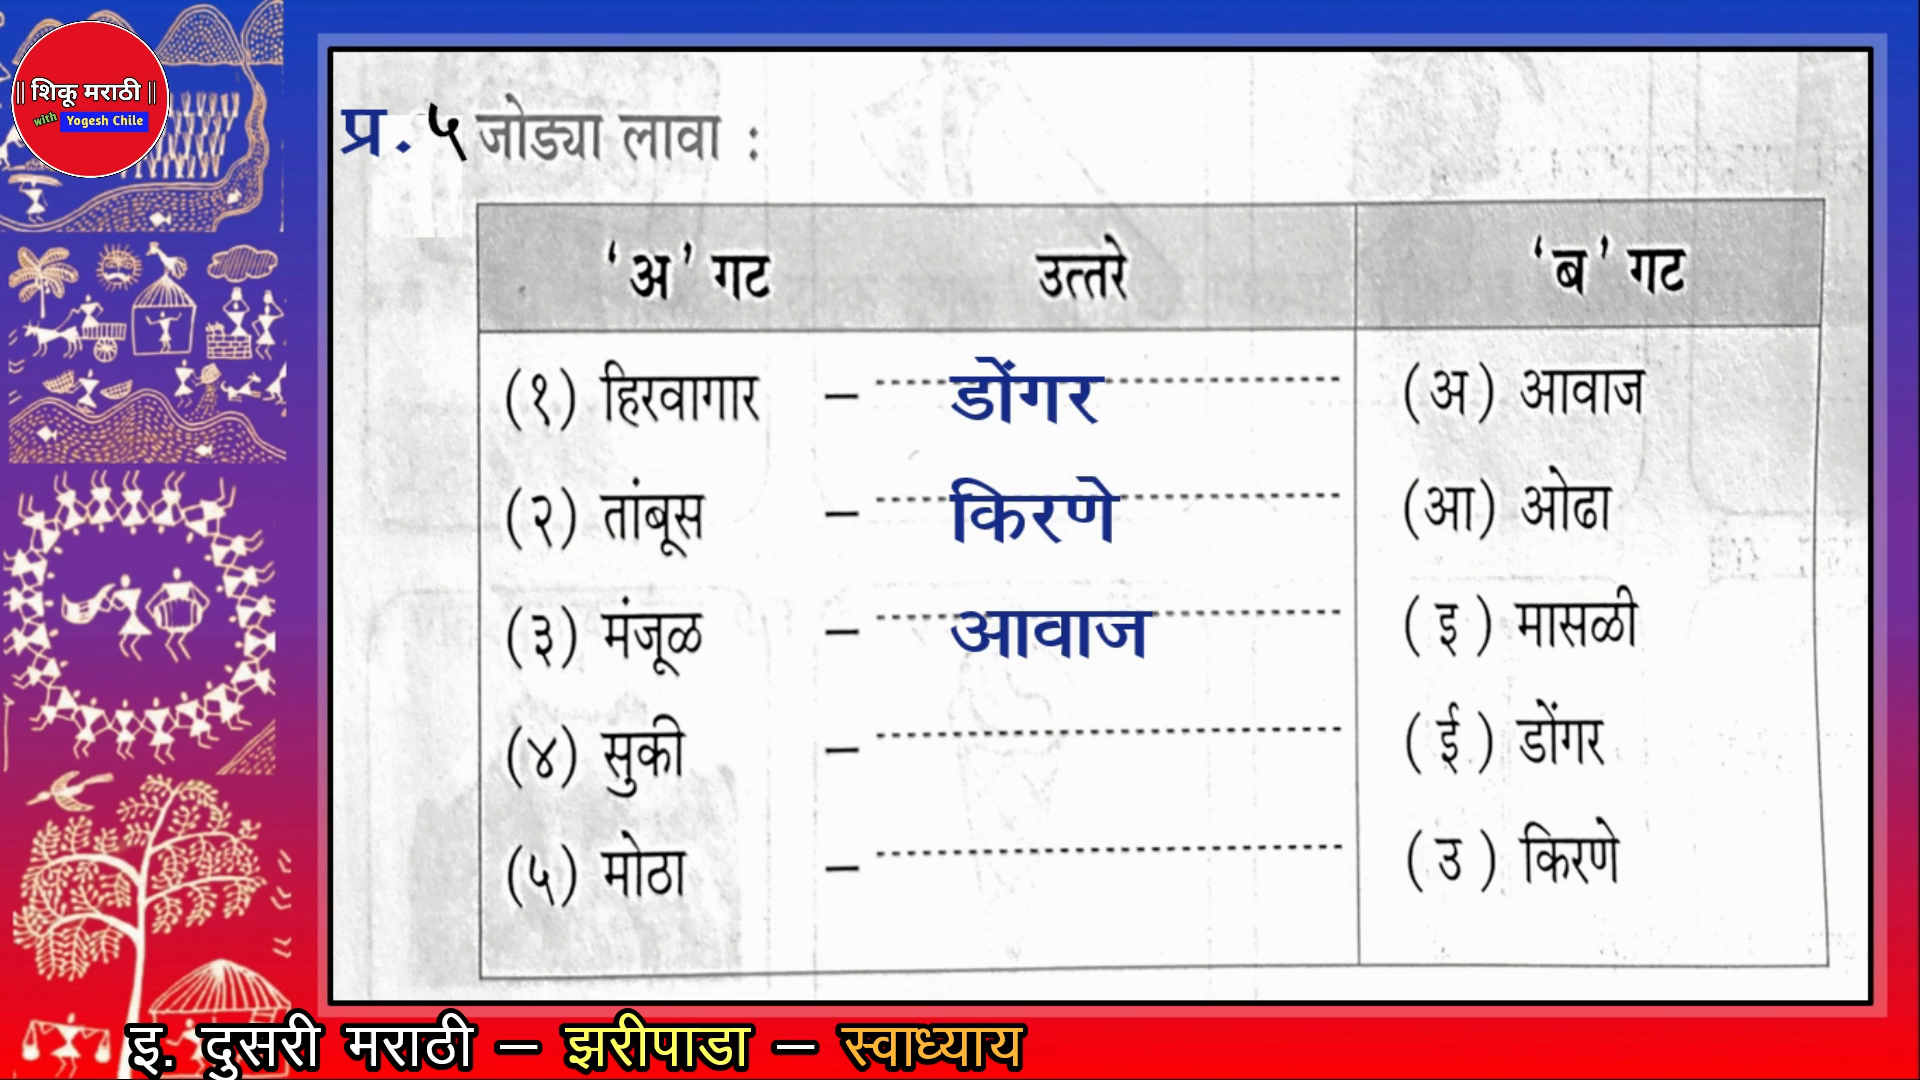 || शिकू मराठी ||
with Yogesh Chile
प्र. ५ जोड्या लावा :
‘अ’ गट उत्तरे ‘ब’ गट
(१) हिरवागार – डोंगर (अ) आवाज
(२) तांबूस – किरणे (आ) ओढा
(३) मंजूळ – आवाज (इ) मासळी
(४) सुकी – (ई) डोंगर
(५) मोठा – (उ) किरणे
इ. दुसरी मराठी – झरीपाडा – स्वाध्याय